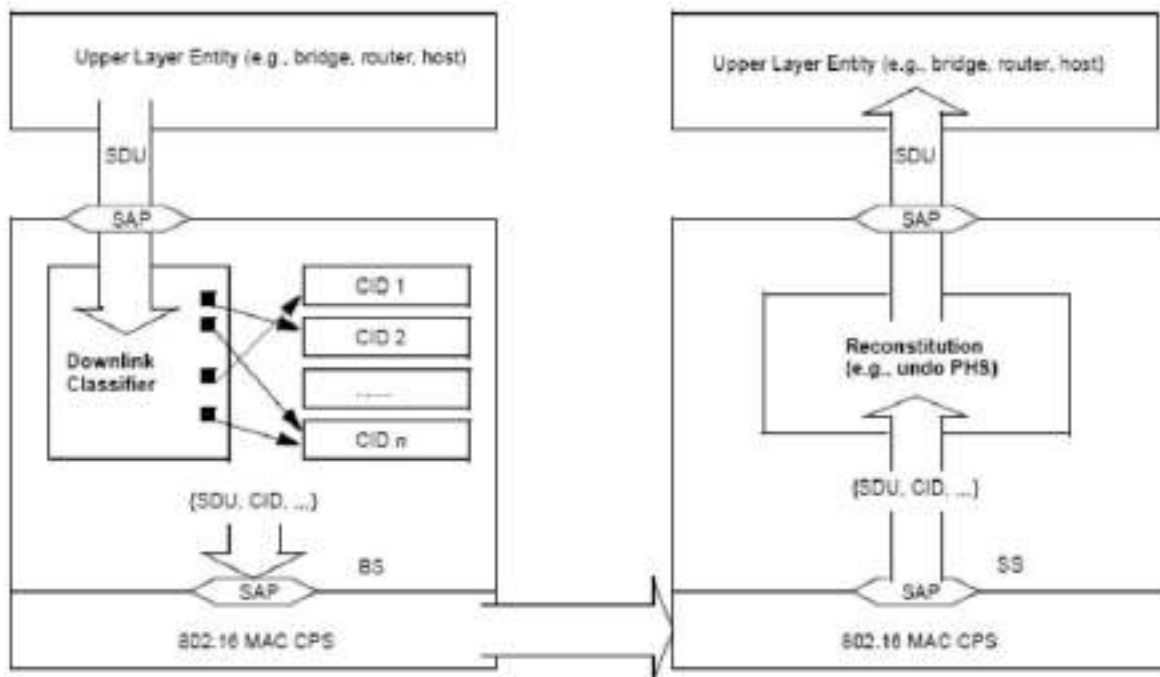 Upper Layer Entity (e.g., bridge, router, host)
SDU
SAP
Downlink
Classifier
CID 1
CID 2
.......
CID n
{SDU, CID, ...}
BS
SAP
802.16 MAC CPS
Upper Layer Entity (e.g., bridge, router, host)
SDU
SAP
Reconstitution
(e.g., undo PHS)
{SDU, CID, ...}
SS
SAP
802.16 MAC CPS